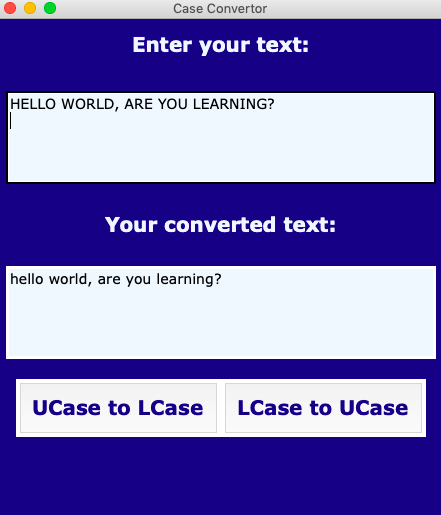 Case Convertor
Enter your text:
HELLO WORLD, ARE YOU LEARNING?
Your converted text:
hello world, are you learning?
UCase to LCase
LCase to UCase